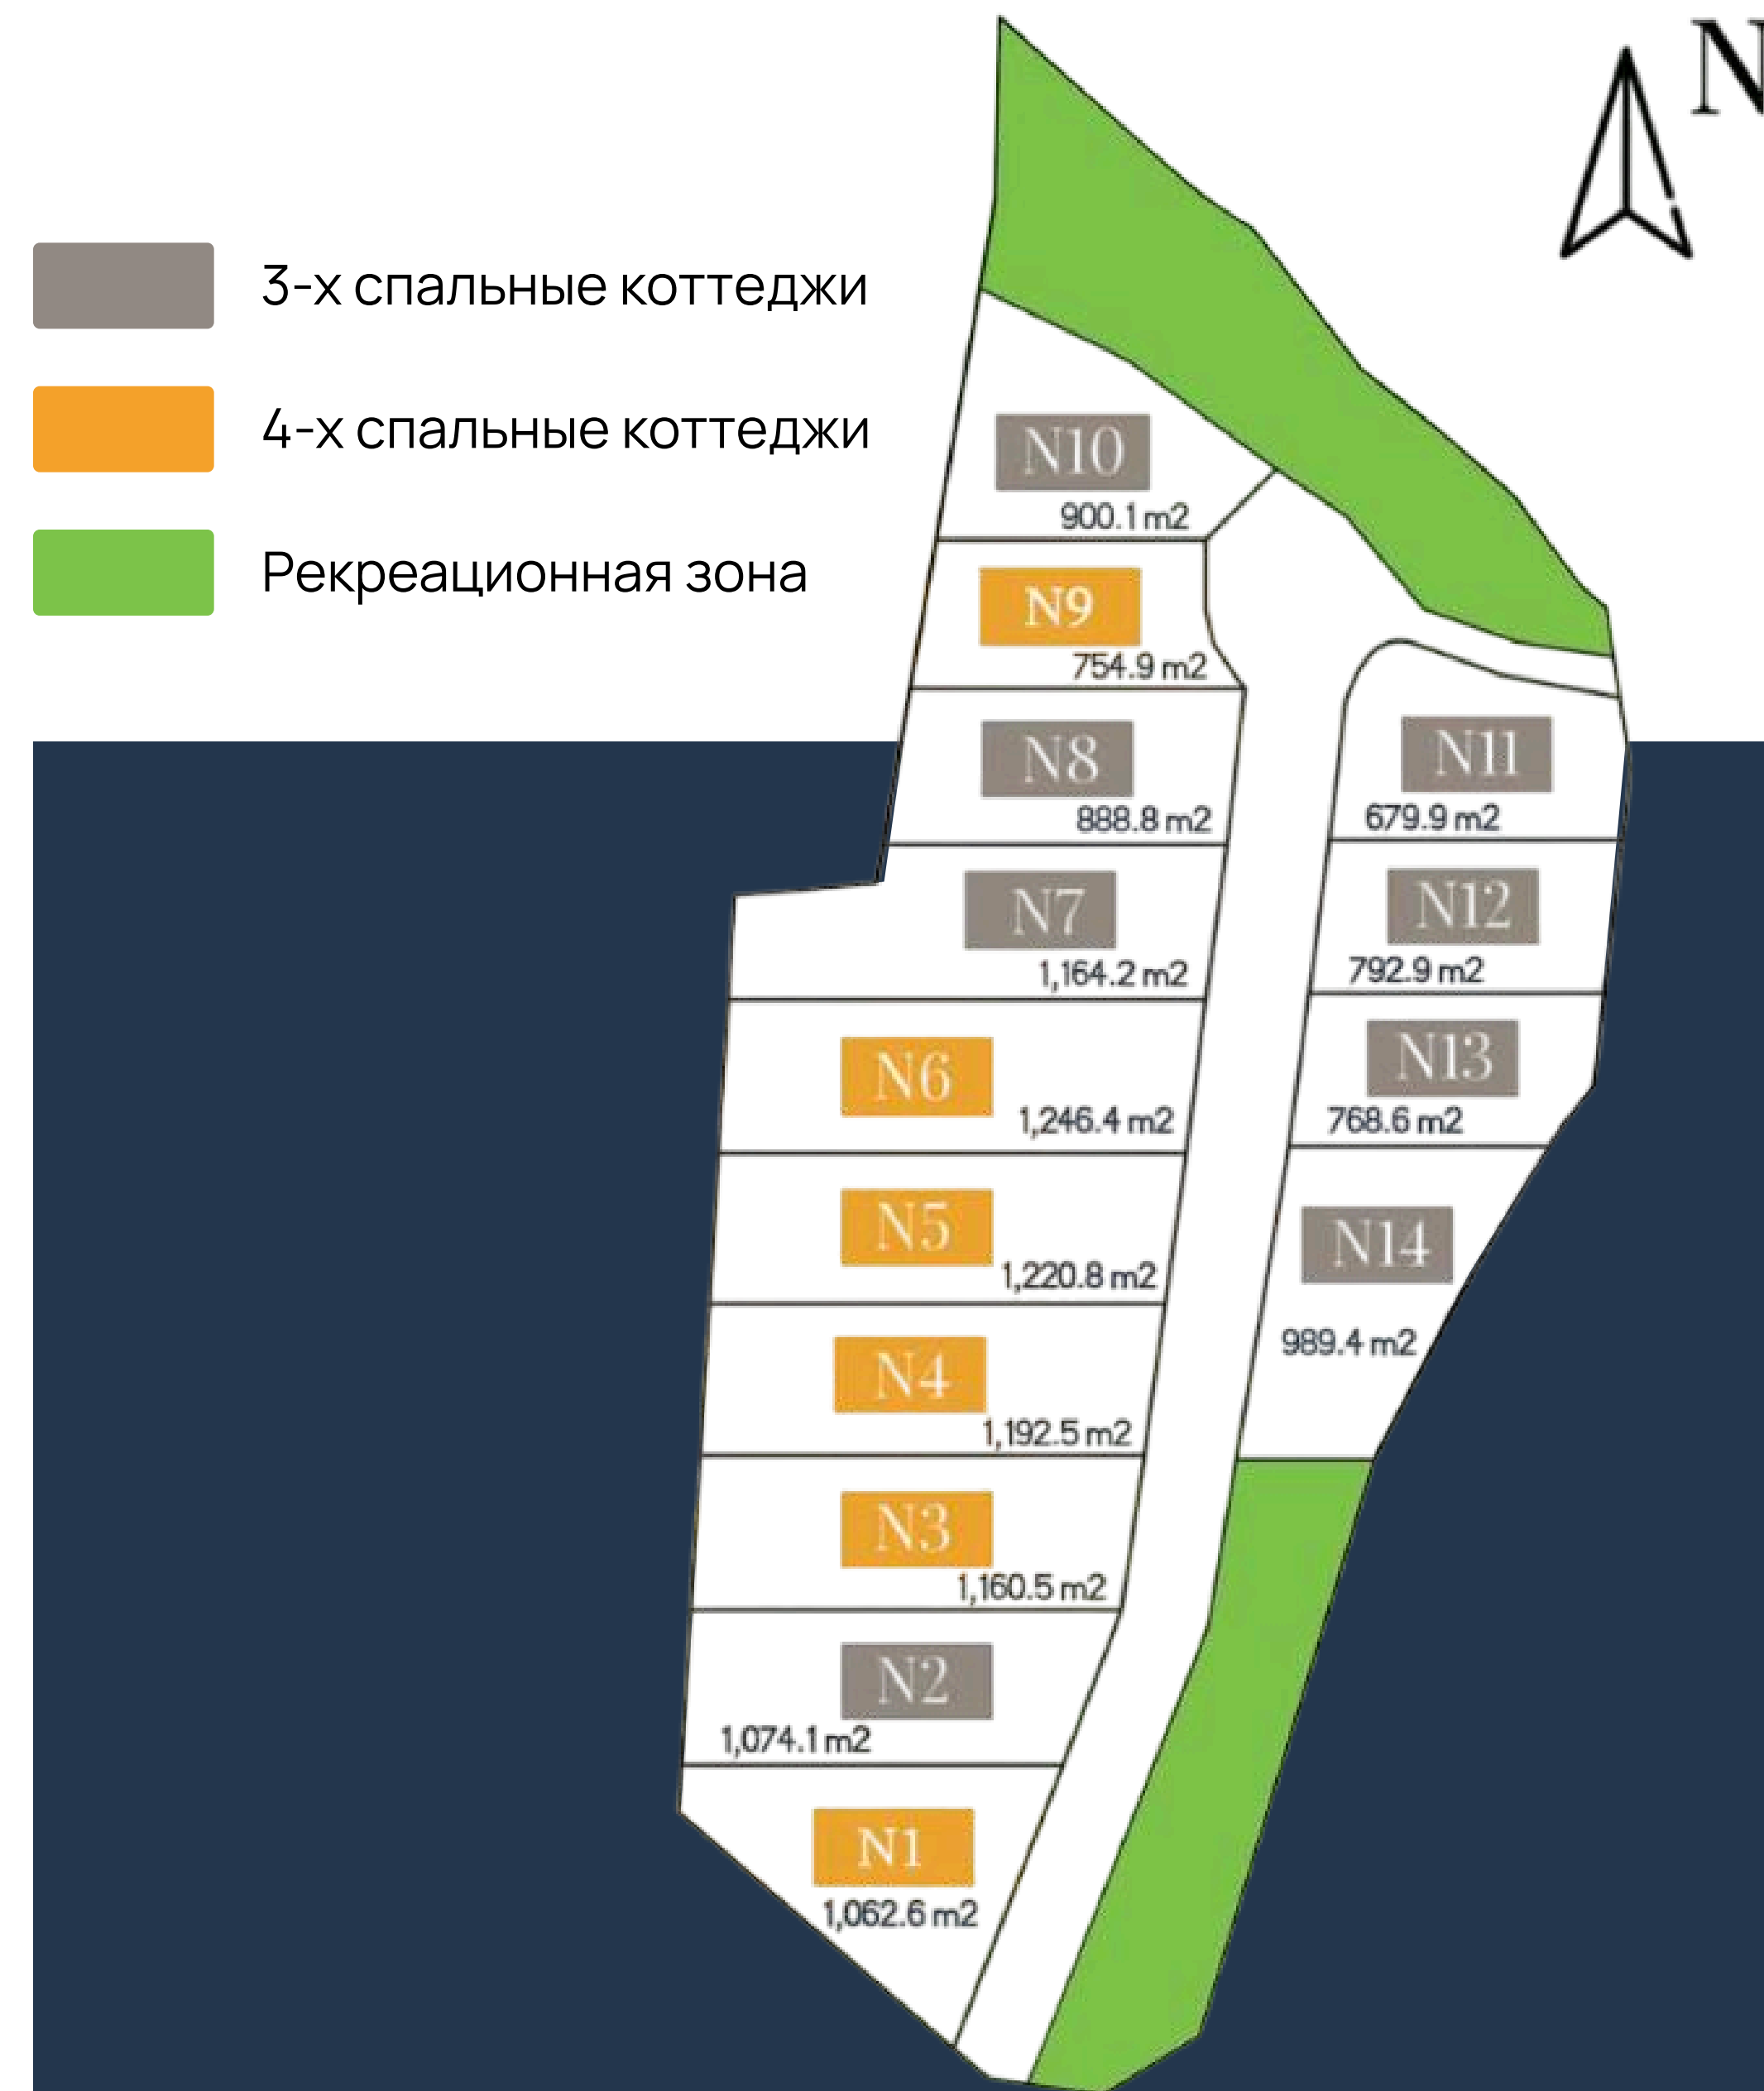 N
3-х спальные коттеджи
4-х спальные коттеджи
Рекреационная зона
N10
900.1 m2
N9
754.9 m2
N8
888.8 m2
N7
1,164.2 m2
N6
1,246.4 m2
N5
1,220.8 m2
N4
1,192.5 m2
N3
1,160.5 m2
N2
1,074.1 m2
N1
1,062.6 m2
N11
679.9 m2
N12
792.9 m2
N13
768.6 m2
N14
989.4 m2